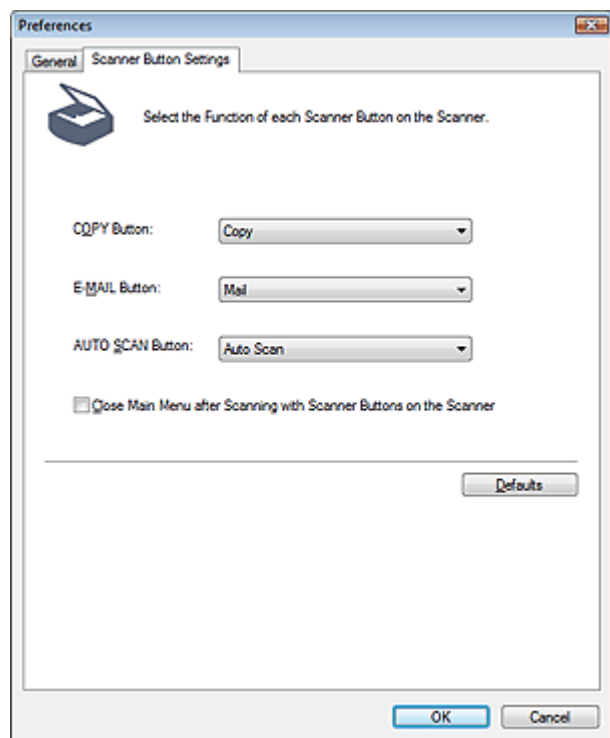 Preferences
General Scanner Button Settings
Select the Function of each Scanner Button on the Scanner.
COPY Button: Copy
E-MAIL Button: Mail
AUTO SCAN Button: Auto Scan
Close Main Menu after Scanning with Scanner Buttons on the Scanner
Defaults
OK Cancel